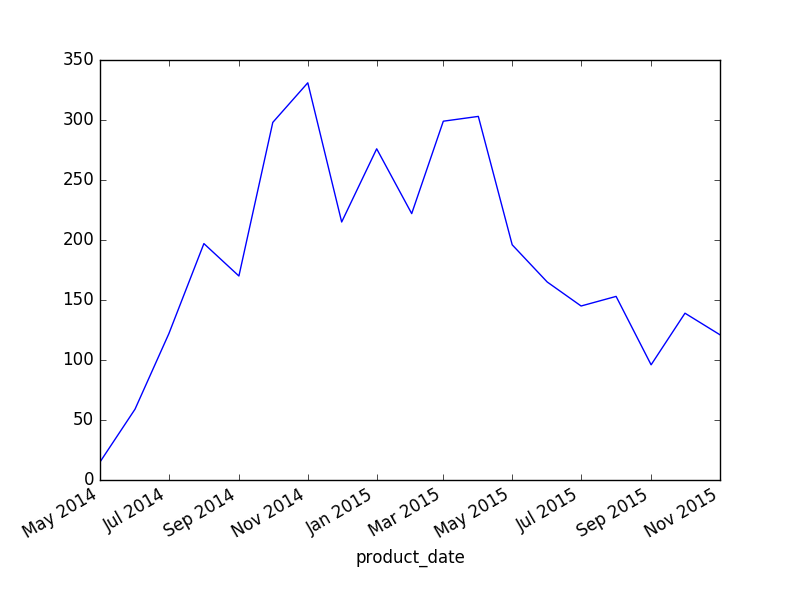 350
300
250
200
150
100
50
0
May 2014
Jul 2014
Sep 2014
Nov 2014
Jan 2015
Mar 2015
May 2015
Jul 2015
Sep 2015
Nov 2015
product_date